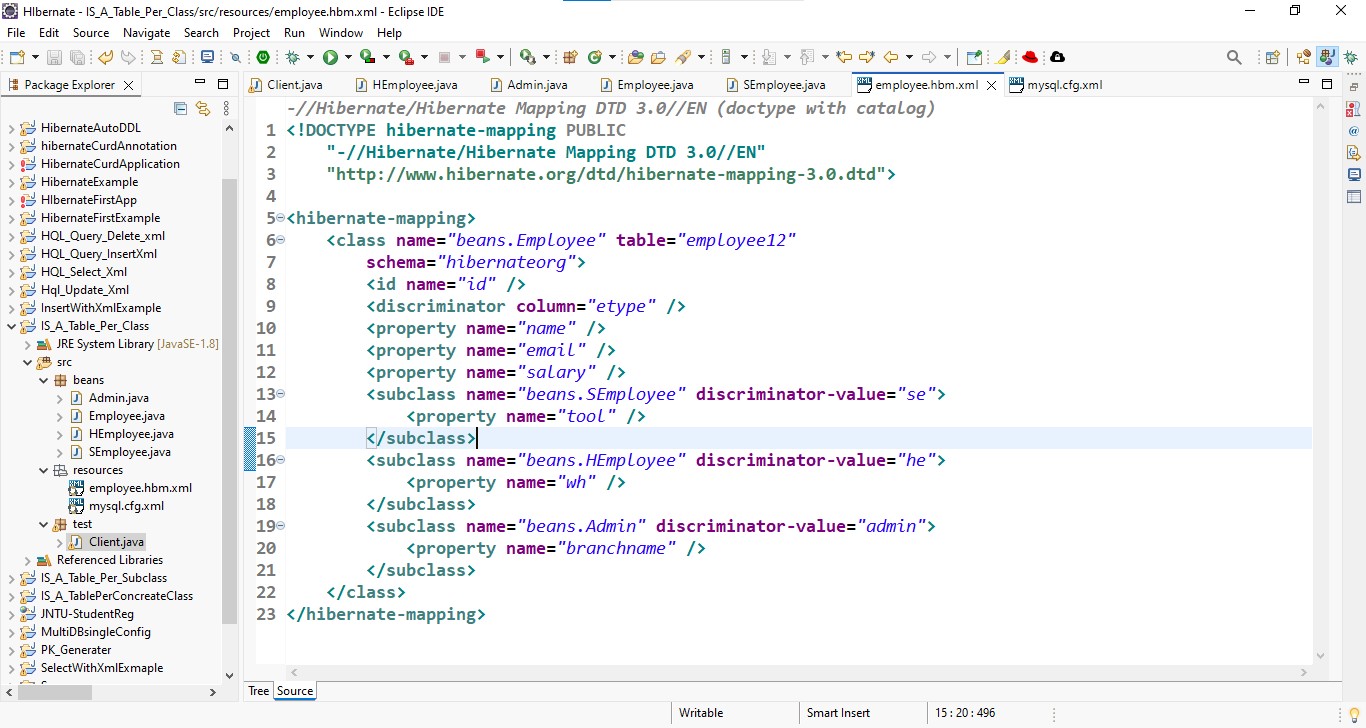 HIbernate - IS_A_Table_Per_Class/src/resources/employee.hbm.xml - Eclipse IDE
File Edit Source Navigate Search Project Run Window Help
Package Explorer
HibernateAutoDDL
hibernateCurdAnnotation
HibernateCurdApplication
HibernateExample
HIbernateFirstApp
HibernateFirstExample
HQL_Query_Delete_xml
HQL_Query_InsertXml
HQL_Select_Xml
Hql_Update_Xml
InsertWithXmlExample
IS_A_Table_Per_Class
JRE System Library [JavaSE-1.8]
src
beans
Admin.java
Employee.java
HEmployee.java
SEmployee.java
resources
employee.hbm.xml
mysql.cfg.xml
test
Client.java
Referenced Libraries
IS_A_Table_Per_Subclass
IS_A_TablePerConcreateClass
JNTU-StudentReg
MultiDBsingleConfig
PK_Generater
SelectWithXmlExmaple
Client.java HEmployee.java Admin.java Employee.java SEmployee.java employee.hbm.xml mysql.cfg.xml
-//Hibernate/Hibernate Mapping DTD 3.0//EN (doctype with catalog)
1 <!DOCTYPE hibernate-mapping PUBLIC
2 "-//Hibernate/Hibernate Mapping DTD 3.0//EN"
3 "http://www.hibernate.org/dtd/hibernate-mapping-3.0.dtd">
4
5 <hibernate-mapping>
6 <class name="beans.Employee" table="employee12"
7 schema="hibernateorg">
8 <id name="id" />
9 <discriminator column="etype" />
10 <property name="name" />
11 <property name="email" />
12 <property name="salary" />
13 <subclass name="beans.SEmployee" discriminator-value="se">
14 <property name="tool" />
15 </subclass>
16 <subclass name="beans.HEmployee" discriminator-value="he">
17 <property name="wh" />
18 </subclass>
19 <subclass name="beans.Admin" discriminator-value="admin">
20 <property name="branchname" />
21 </subclass>
22 </class>
23 </hibernate-mapping>
Tree Source
Writable Smart Insert 15 : 20 : 496